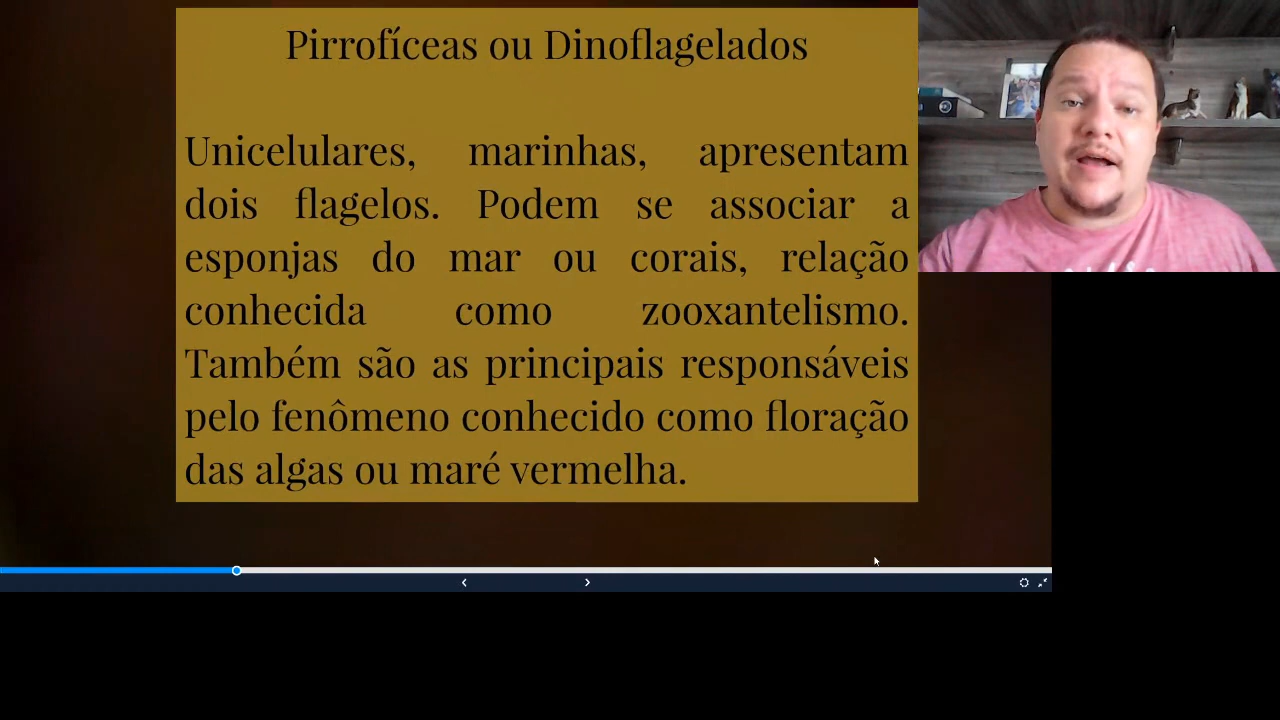 Pirrofíceas ou Dinoflagelados
Unicelulares, marinhas, apresentam
dois flagelos. Podem se associar a
esponjas do mar ou corais, relação
conhecida como zooxantelismo.
Também são as principais responsáveis
pelo fenômeno conhecido como floração
das algas ou maré vermelha.